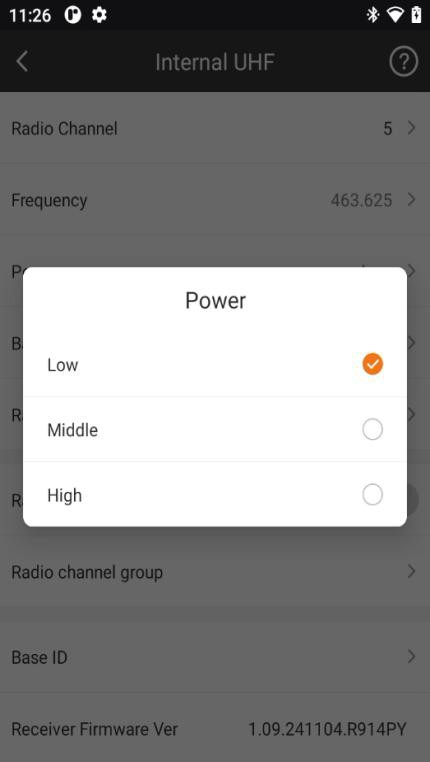 11:26
Internal UHF
Radio Channel 5
Frequency 463.625
Power
Low
Middle
High
Radio channel group
Base ID
Receiver Firmware Ver 1.09.241104.R914PY